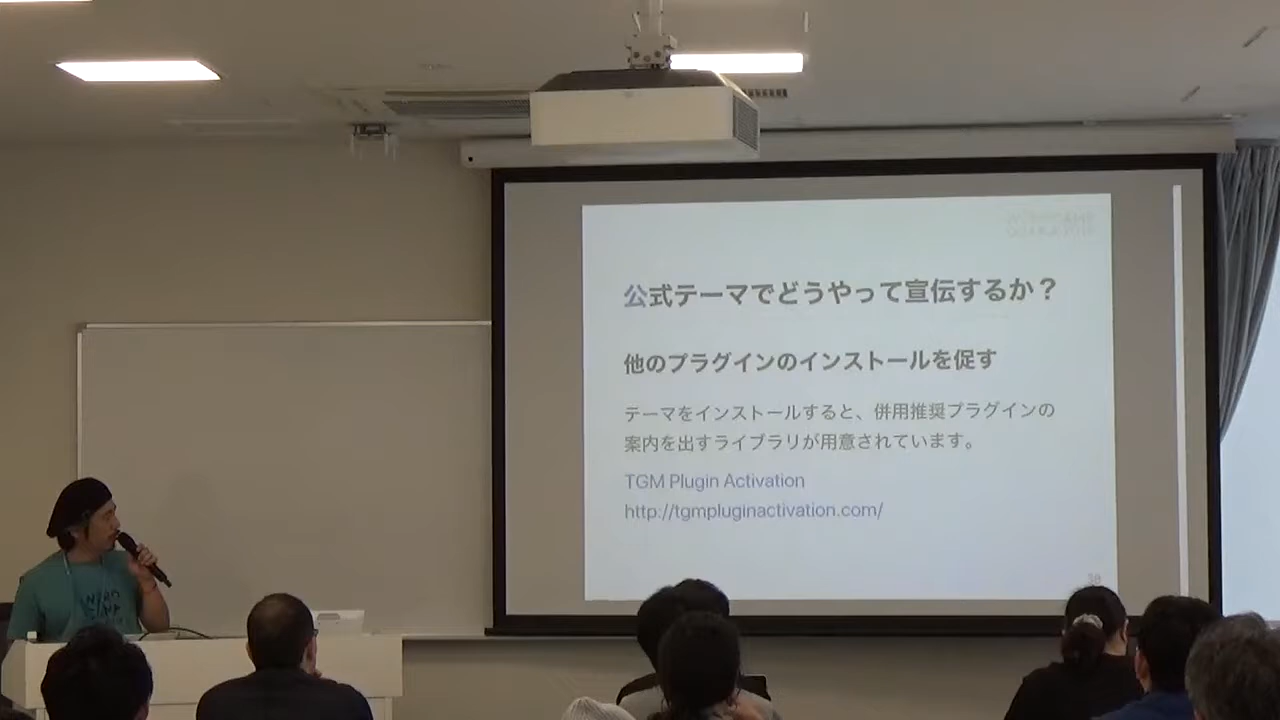 公式テーマでどうやって宣伝するか？
他のプラグインのインストールを促す
テーマをインストールすると、併用推奨プラグインの
案内を出すライブラリが用意されています。
TGM Plugin Activation
http://tgmpluginactivation.com/
38